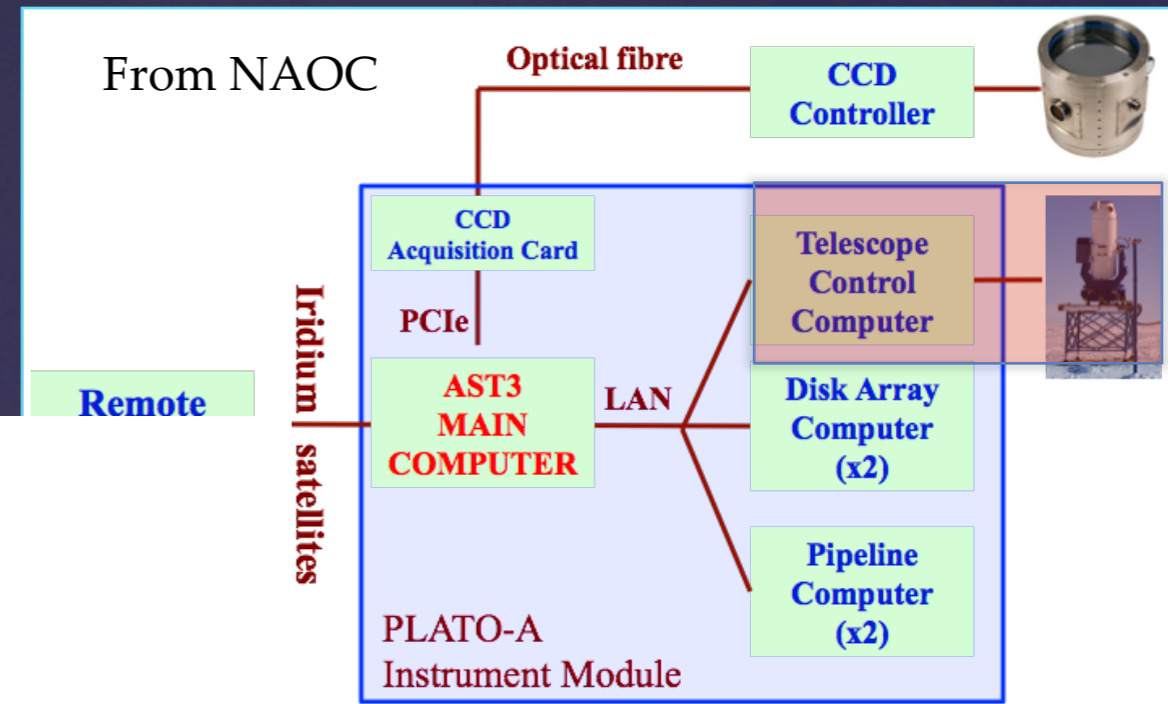 From NAOC
Optical fibre
CCD
Controller
CCD
Acquisition Card
PCIe
Telescope
Control
Computer
Iridium satellites
Remote
AST3
MAIN
COMPUTER
LAN
Disk Array
Computer
(x2)
Pipeline
Computer
(x2)
PLATO-A
Instrument Module